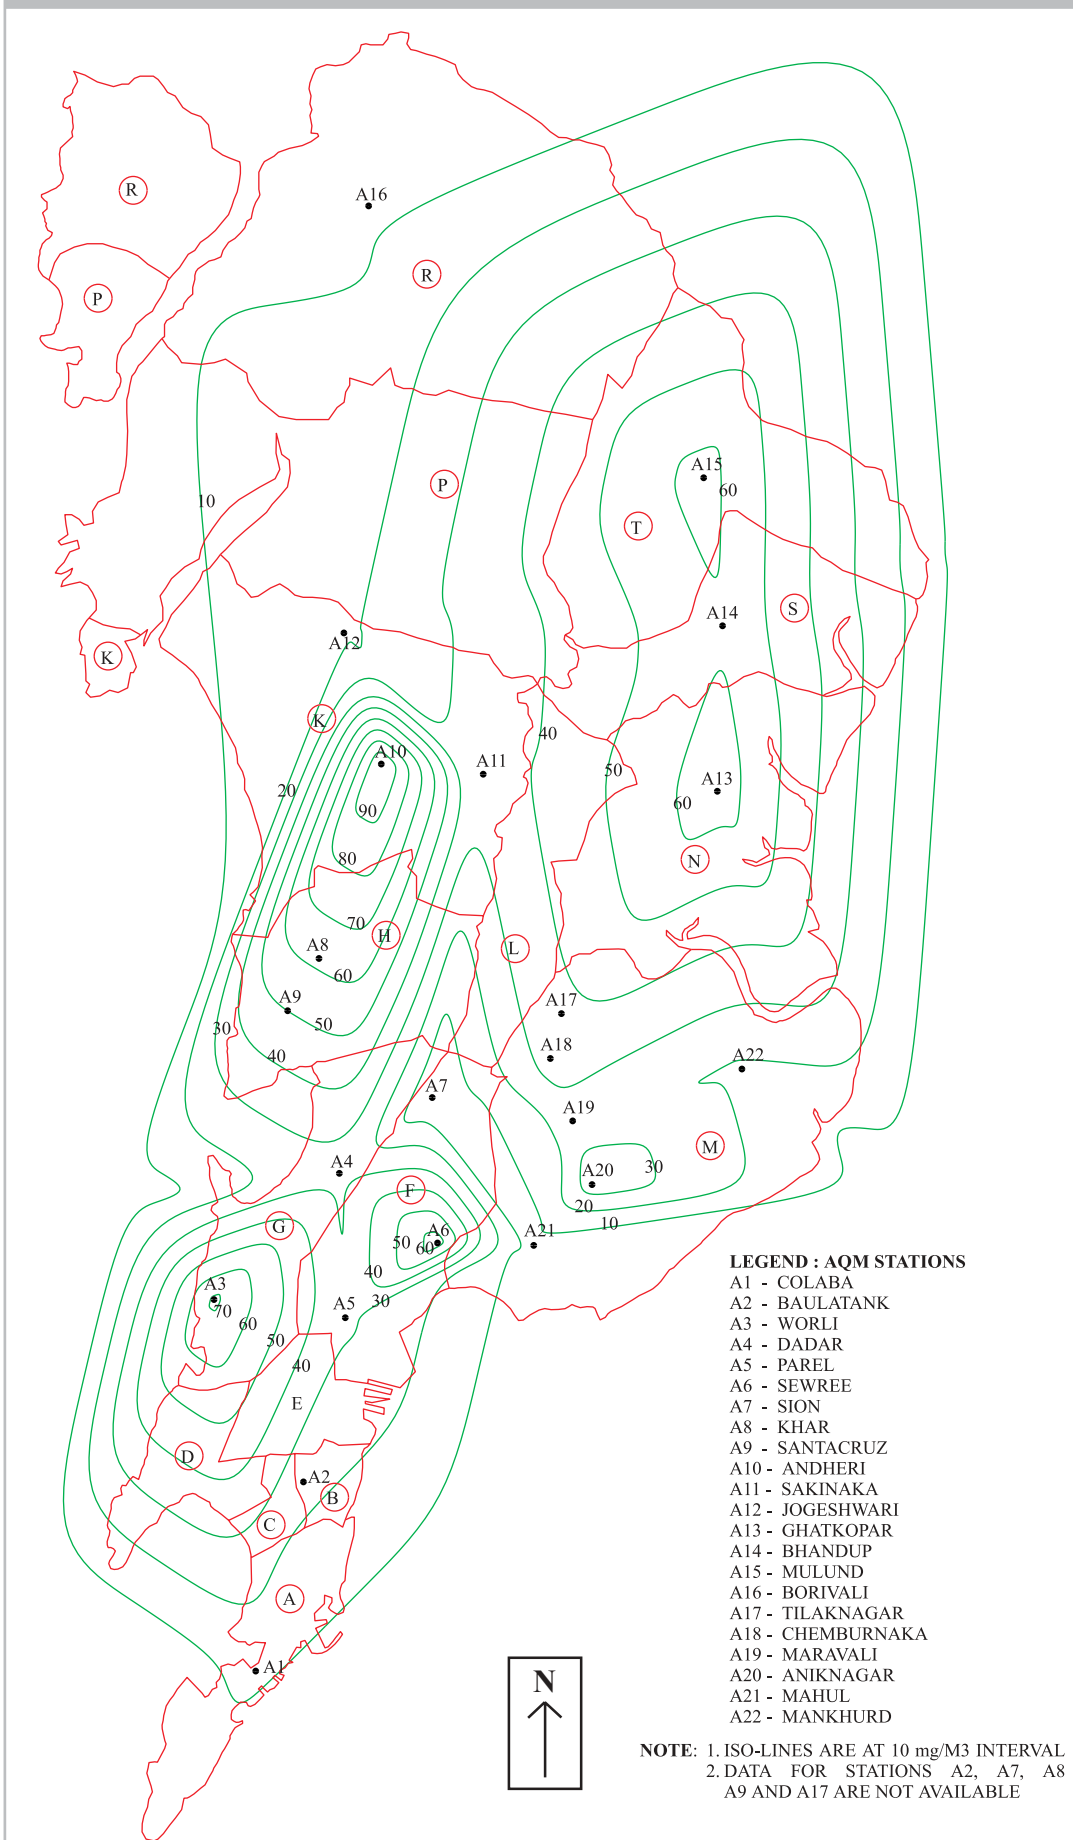 A16
R
R
P
P
A15
60
10
T
A14
S
A12
K
K
40
A10
A11
50
20
A13
60
90
80
N
70
H
L
A8
60
A9
A17
50
30
40
A18
A22
A7
A19
M
A4
A20
30
F
20
G
10
A6
50
60
A21
40
A3
30
70
A5
60
50
40
E
D
A2
B
C
A
A1
N
LEGEND : AQM STATIONS
A1 - COLABA
A2 - BAULATANK
A3 - WORLI
A4 - DADAR
A5 - PAREL
A6 - SEWREE
A7 - SION
A8 - KHAR
A9 - SANTACRUZ
A10 - ANDHERI
A11 - SAKINAKA
A12 - JOGESHWARI
A13 - GHATKOPAR
A14 - BHANDUP
A15 - MULUND
A16 - BORIVALI
A17 - TILAKNAGAR
A18 - CHEMBURNAKA
A19 - MARAVALI
A20 - ANIKNAGAR
A21 - MAHUL
A22 - MANKHURD
NOTE: 1. ISO-LINES ARE AT 10 mg/M3 INTERVAL
2. DATA FOR STATIONS A2, A7, A8
A9 AND A17 ARE NOT AVAILABLE